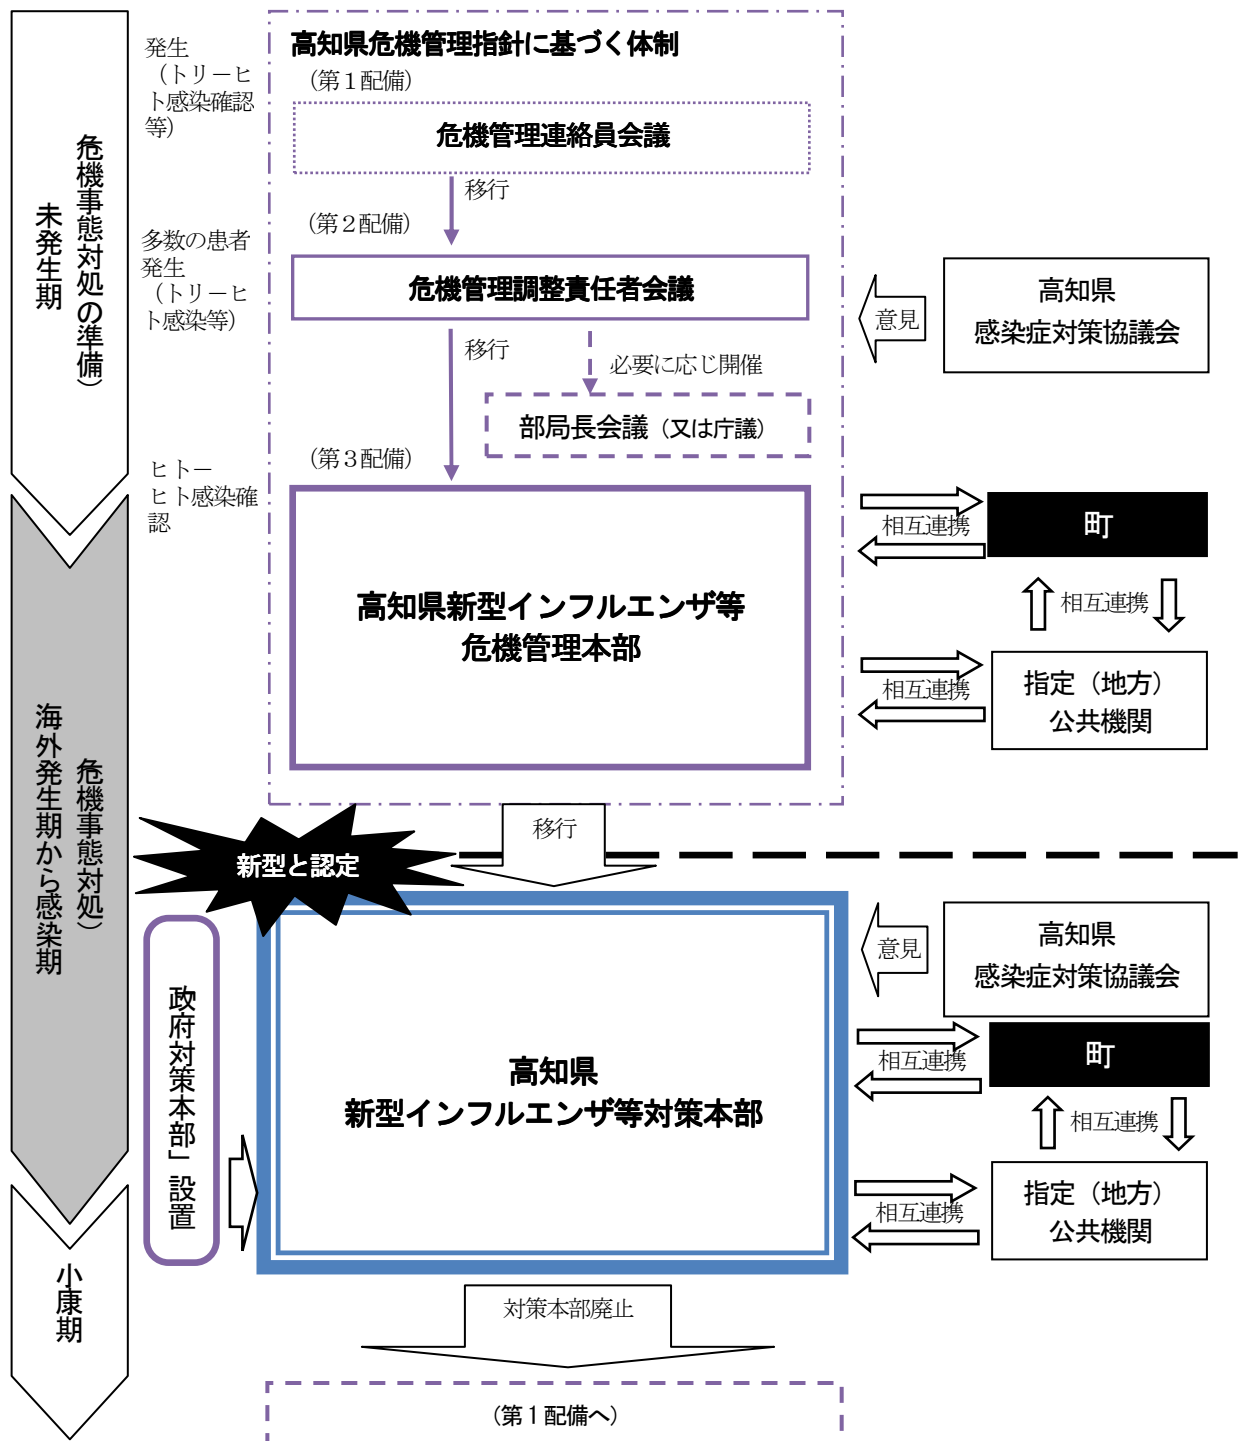 高知県危機管理指針に基づく体制
発生
（トリーヒ
ト感染確認
等）
（第１配備）
危機管理連絡員会議
移行
（第２配備）
多数の患者
発生
（トリーヒ
ト感染等）
危機管理調整責任者会議
移行
必要に応じ開催
部局長会議（又は庁議）
（第３配備）
ヒトー
ヒト感染確
認
高知県新型インフルエンザ等
危機管理本部
意見
高知県
感染症対策協議会
相互連携
町
相互連携
相互連携
指定（地方）
公共機関
危機事態対処の準備）
未発生期
移行
新型と認定
危機事態対処）
海外発生期から感染期
政府対策本部」設置
高知県
新型インフルエンザ等対策本部
意見
高知県
感染症対策協議会
相互連携
町
相互連携
相互連携
指定（地方）
公共機関
小康期
対策本部廃止
（第１配備へ）